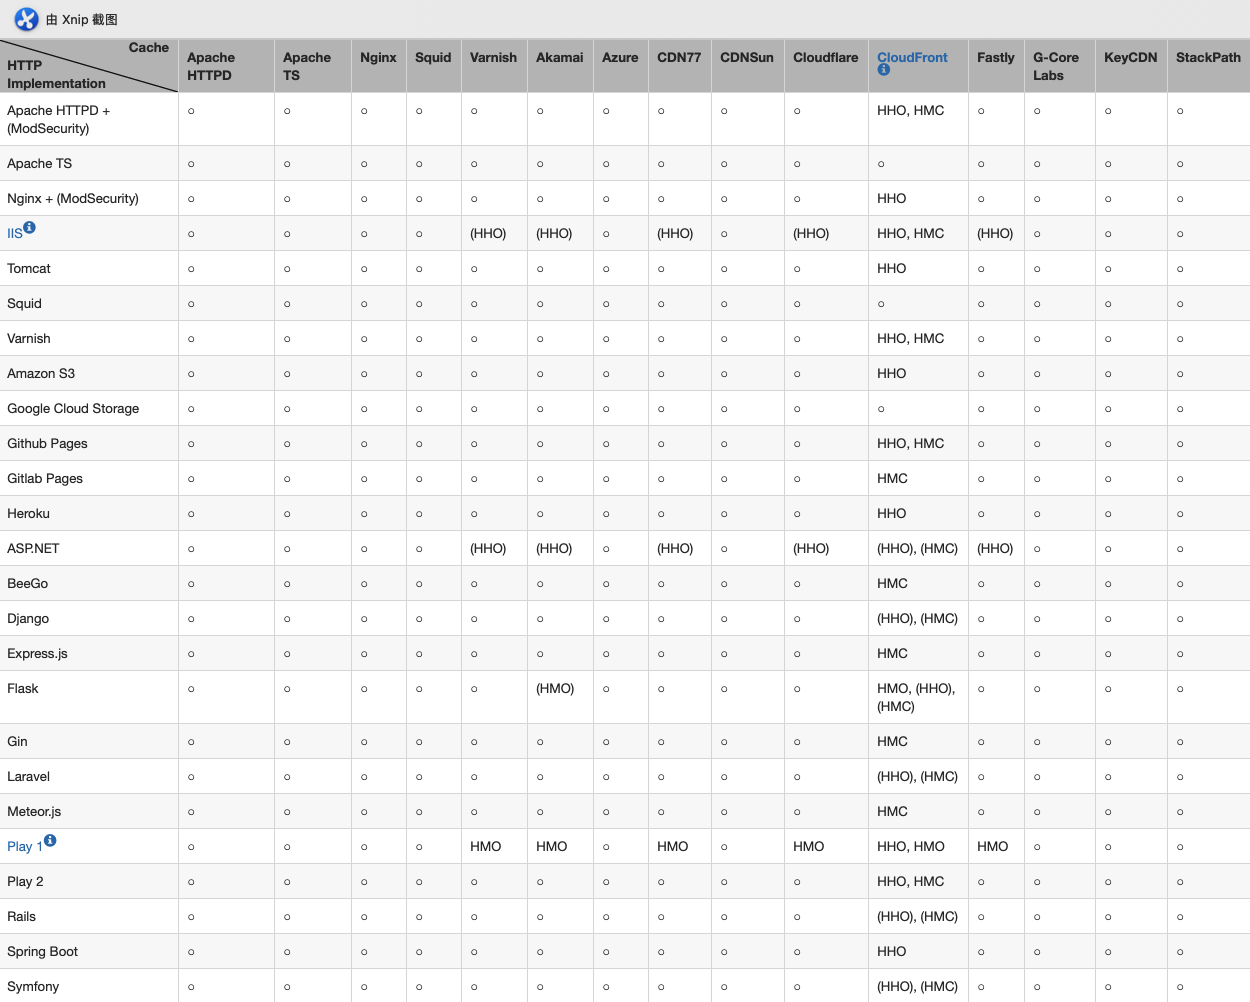 由 Xnip 截图
Cache
HTTP Implementation
Apache HTTPD
Apache TS
Nginx
Squid
Varnish
Akamai
Azure
CDN77
CDNSun
Cloudflare
CloudFront
Fastly
G-Core Labs
KeyCDN
StackPath
Apache HTTPD + (ModSecurity) ○ ○ ○ ○ ○ ○ ○ ○ ○ ○ HHO, HMC ○ ○ ○ ○
Apache TS ○ ○ ○ ○ ○ ○ ○ ○ ○ ○ ○ ○ ○ ○ ○
Nginx + (ModSecurity) ○ ○ ○ ○ ○ ○ ○ ○ ○ ○ HHO ○ ○ ○ ○
IIS ○ ○ ○ ○ (HHO) (HHO) ○ (HHO) ○ (HHO) HHO, HMC (HHO) ○ ○ ○
Tomcat ○ ○ ○ ○ ○ ○ ○ ○ ○ ○ HHO ○ ○ ○ ○
Squid ○ ○ ○ ○ ○ ○ ○ ○ ○ ○ ○ ○ ○ ○ ○
Varnish ○ ○ ○ ○ ○ ○ ○ ○ ○ ○ HHO, HMC ○ ○ ○ ○
Amazon S3 ○ ○ ○ ○ ○ ○ ○ ○ ○ ○ HHO ○ ○ ○ ○
Google Cloud Storage ○ ○ ○ ○ ○ ○ ○ ○ ○ ○ ○ ○ ○ ○ ○
Github Pages ○ ○ ○ ○ ○ ○ ○ ○ ○ ○ HHO, HMC ○ ○ ○ ○
Gitlab Pages ○ ○ ○ ○ ○ ○ ○ ○ ○ ○ HMC ○ ○ ○ ○
Heroku ○ ○ ○ ○ ○ ○ ○ ○ ○ ○ HHO ○ ○ ○ ○
ASP.NET ○ ○ ○ ○ (HHO) (HHO) ○ (HHO) ○ (HHO) (HHO), (HMC) (HHO) ○ ○ ○
BeeGo ○ ○ ○ ○ ○ ○ ○ ○ ○ ○ HMC ○ ○ ○ ○
Django ○ ○ ○ ○ ○ ○ ○ ○ ○ ○ (HHO), (HMC) ○ ○ ○ ○
Express.js ○ ○ ○ ○ ○ ○ ○ ○ ○ ○ HMC ○ ○ ○ ○
Flask ○ ○ ○ ○ ○ (HMO) ○ ○ ○ ○ HMO, (HHO), (HMC) ○ ○ ○ ○
Gin ○ ○ ○ ○ ○ ○ ○ ○ ○ ○ HMC ○ ○ ○ ○
Laravel ○ ○ ○ ○ ○ ○ ○ ○ ○ ○ (HHO), (HMC) ○ ○ ○ ○
Meteor.js ○ ○ ○ ○ ○ ○ ○ ○ ○ ○ HMC ○ ○ ○ ○
Play 1 ○ ○ ○ ○ HMO HMO ○ HMO ○ HMO HHO, HMO HMO ○ ○ ○
Play 2 ○ ○ ○ ○ ○ ○ ○ ○ ○ ○ HHO, HMC ○ ○ ○ ○
Rails ○ ○ ○ ○ ○ ○ ○ ○ ○ ○ (HHO), (HMC) ○ ○ ○ ○
Spring Boot ○ ○ ○ ○ ○ ○ ○ ○ ○ ○ HHO ○ ○ ○ ○
Symfony ○ ○ ○ ○ ○ ○ ○ ○ ○ ○ (HHO), (HMC) ○ ○ ○ ○